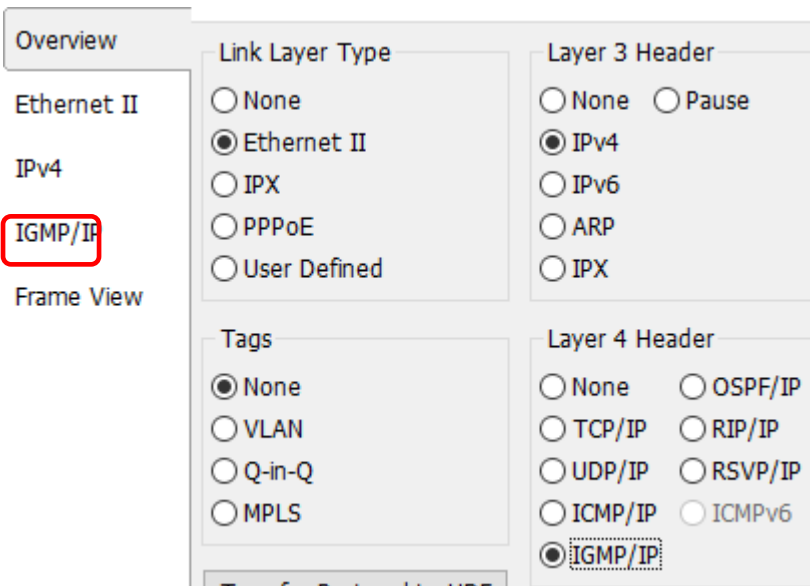 Overview
Ethernet II
IPv4
IGMP/IP
Frame View
Link Layer Type
None
Ethernet II
IPX
PPPoE
User Defined
Layer 3 Header
None Pause
IPv4
IPv6
ARP
IPX
Tags
None
VLAN
Q-in-Q
MPLS
Layer 4 Header
None OSPF/IP
TCP/IP RIP/IP
UDP/IP RSVP/IP
ICMP/IP ICMPv6
IGMP/IP